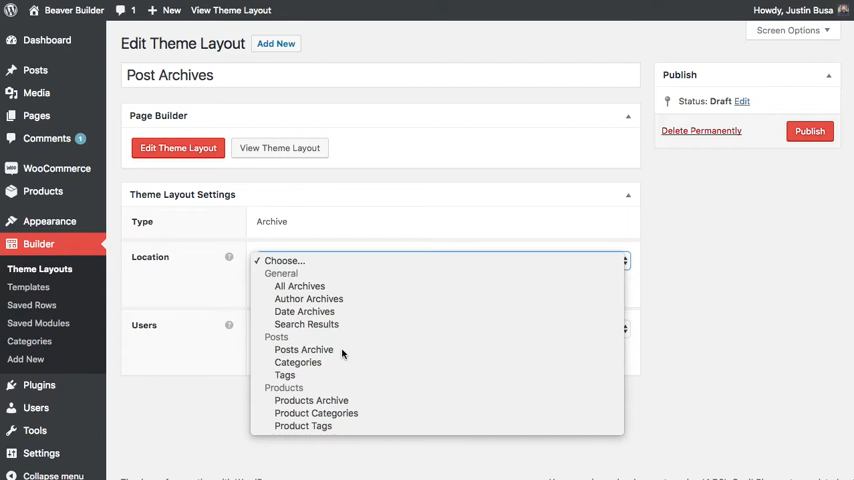 Beaver Builder 1 + New View Theme Layout Howdy, Justin Busa
Screen Options
Dashboard
Posts
Media
Pages
Comments 1
WooCommerce
Products
Appearance
Builder
Theme Layouts
Templates
Saved Rows
Saved Modules
Categories
Add New
Plugins
Users
Tools
Settings
Collapse menu
Edit Theme Layout Add New
Post Archives
Page Builder
Edit Theme Layout View Theme Layout
Theme Layout Settings
Type Archive
Location ?
✓ Choose...
General
All Archives
Author Archives
Date Archives
Search Results
Posts
Posts Archive
Categories
Tags
Products
Products Archive
Product Categories
Product Tags
Users ?
Publish
Status: Draft Edit
Delete Permanently Publish